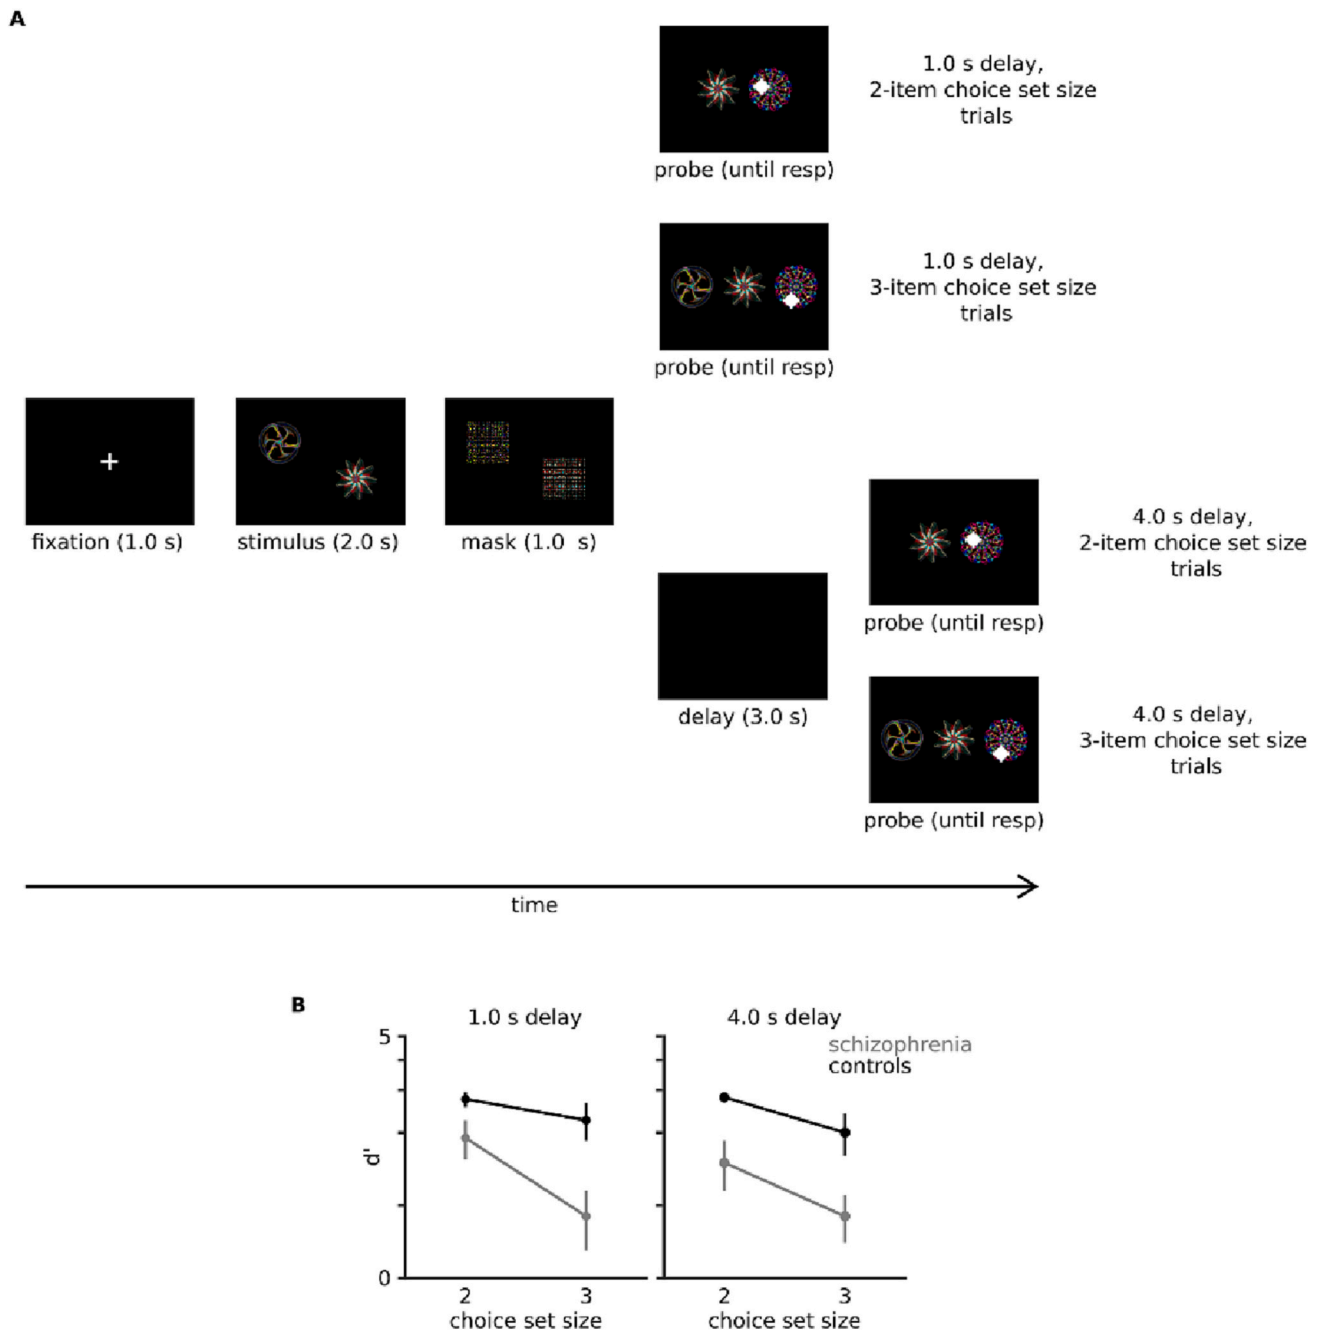 A
1.0 s delay,
2-item choice set size
trials
probe (until resp)
1.0 s delay,
3-item choice set size
trials
probe (until resp)
fixation (1.0 s)
stimulus (2.0 s)
mask (1.0 s)
4.0 s delay,
2-item choice set size
trials
probe (until resp)
delay (3.0 s)
4.0 s delay,
3-item choice set size
trials
probe (until resp)
time
B
1.0 s delay
4.0 s delay
schizophrenia
controls
5
d'
0
2
3
choice set size
2
3
choice set size